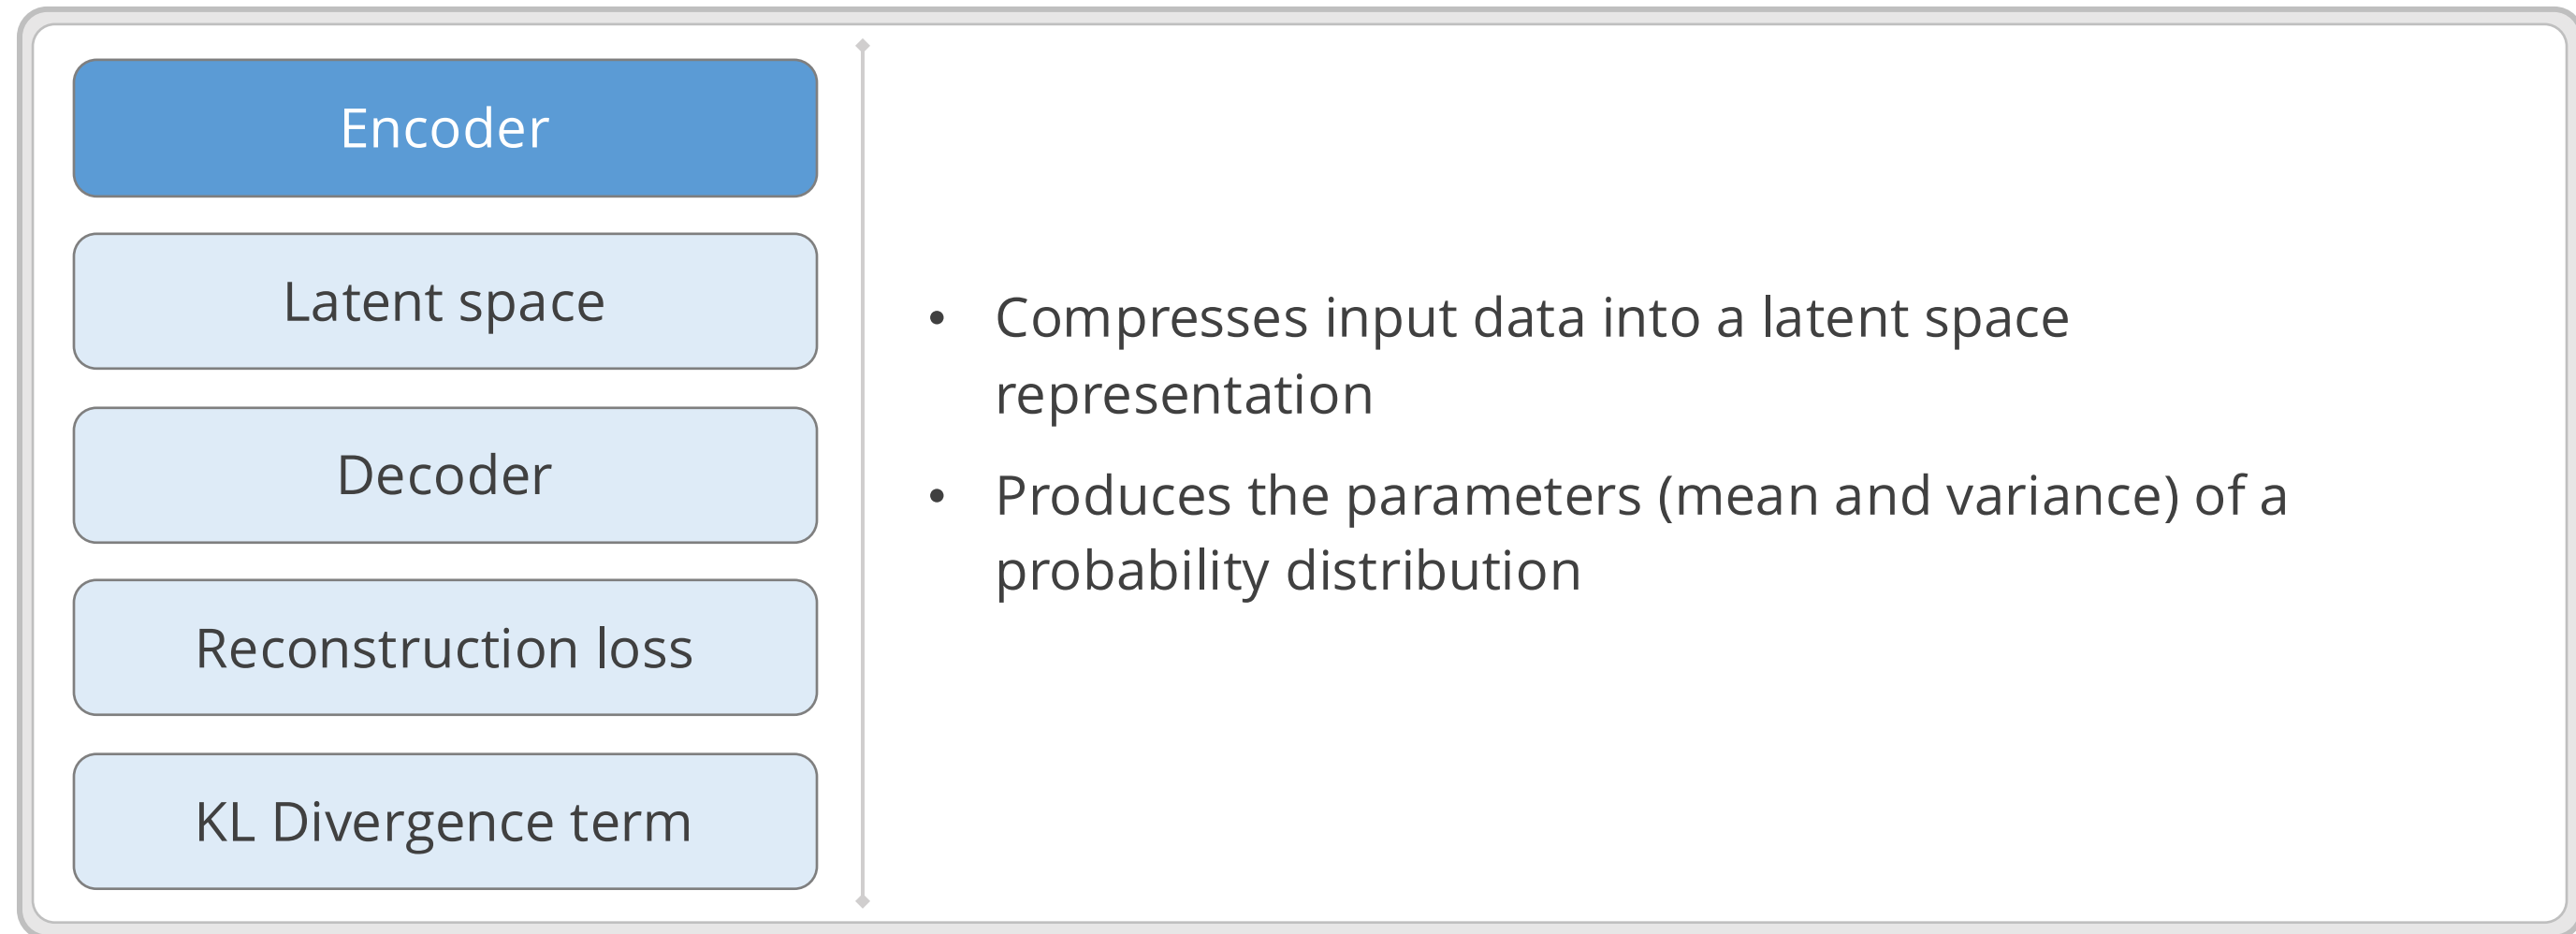 Encoder
Latent space
Decoder
Reconstruction loss
KL Divergence term
• Compresses input data into a latent space
representation
• Produces the parameters (mean and variance) of a
probability distribution